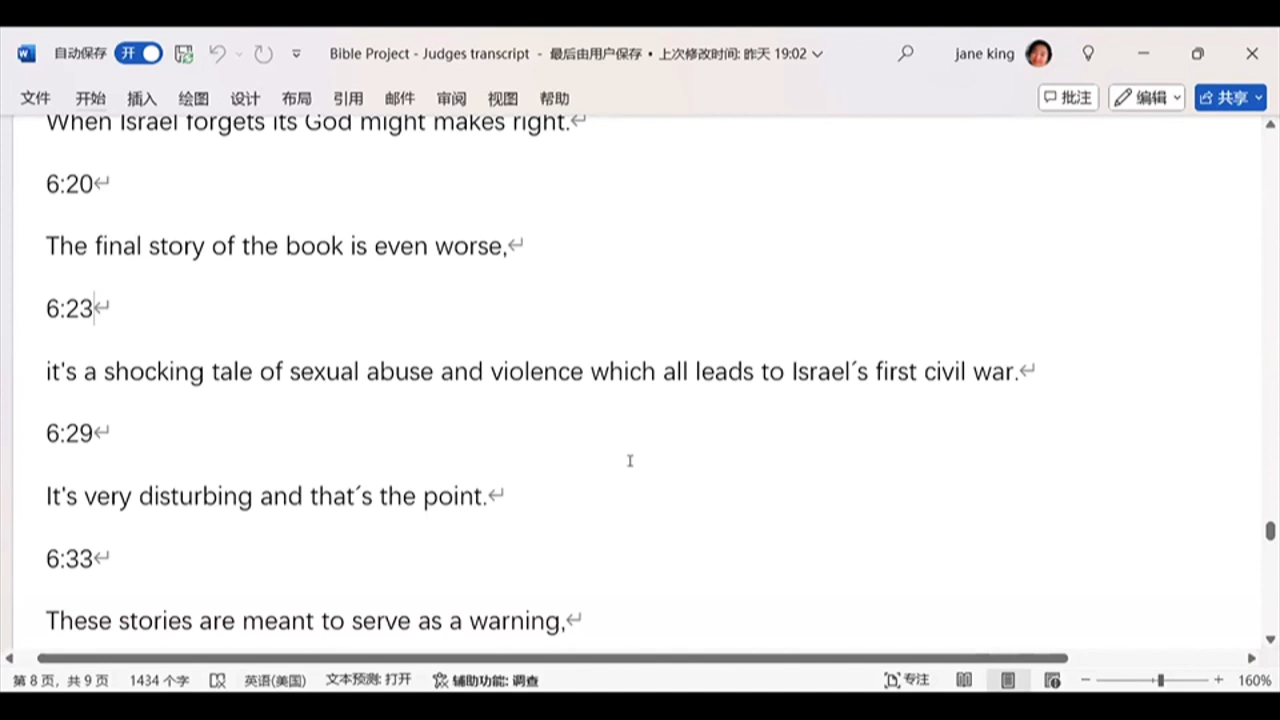 自动保存 开 Bible Project - Judges transcript - 最后由用户保存 • 上次修改时间: 昨天 19:02 jane king
文件 开始 插入 绘图 设计 布局 引用 邮件 审阅 视图 帮助 批注 编辑 共享
When Israel forgets its God might makes right.
6:20
The final story of the book is even worse,
6:23
it's a shocking tale of sexual abuse and violence which all leads to Israel´s first civil war.
6:29
It's very disturbing and that´s the point.
6:33
These stories are meant to serve as a warning,
第 8 页，共 9 页 1434 个字 英语(美国) 文本预测: 打开 辅助功能: 调查 专注 160%